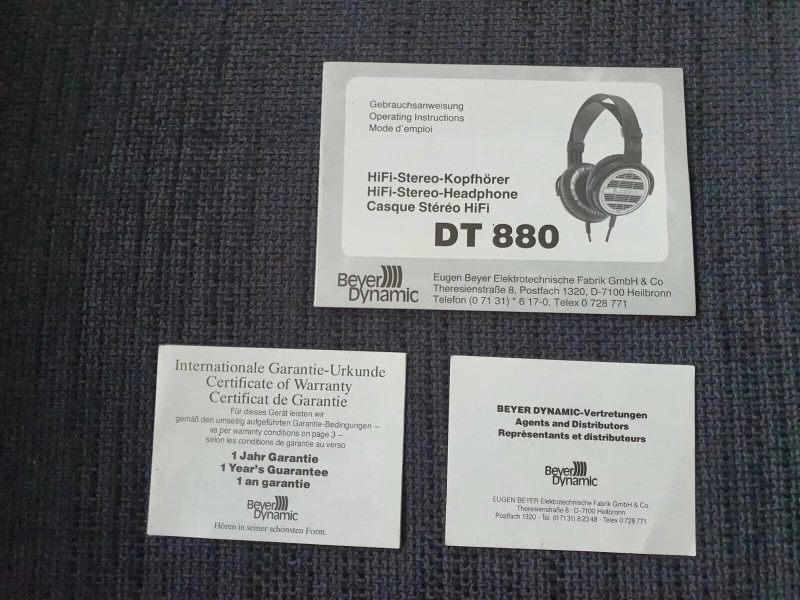 Gebrauchsanweisung
Operating Instructions
Mode d'emploi
HiFi-Stereo-Kopfhörer
HiFi-Stereo-Headphone
Casque Stéréo HiFi
DT 880
Beyer
Dynamic
Eugen Beyer Elektrotechnische Fabrik GmbH & Co
Theresienstraße 8, Postfach 1320, D-7100 Heilbronn
Telefon (0 71 31) * 6 17-0, Telex 0 728 771
Internationale Garantie-Urkunde
Certificate of Warranty
Certificat de Garantie
Für dieses Gerät leisten wir
gemäß den umseitig aufgeführten Garantie-Bedingungen –
as per warranty conditions on page 3 –
selon les conditions de garantie au verso
1 Jahr Garantie
1 Year's Guarantee
1 an garantie
Beyer
Dynamic
Hören in seiner schönsten Form.
BEYER DYNAMIC-Vertretungen
Agents and Distributors
Représentants et distributeurs
Beyer
Dynamic
EUGEN BEYER Elektrotechnische Fabrik GmbH & Co.
Theresienstraße 8 · D-7100 Heilbronn
Postfach 1320 · Tel. (07131) 82348 · Telex 0728771